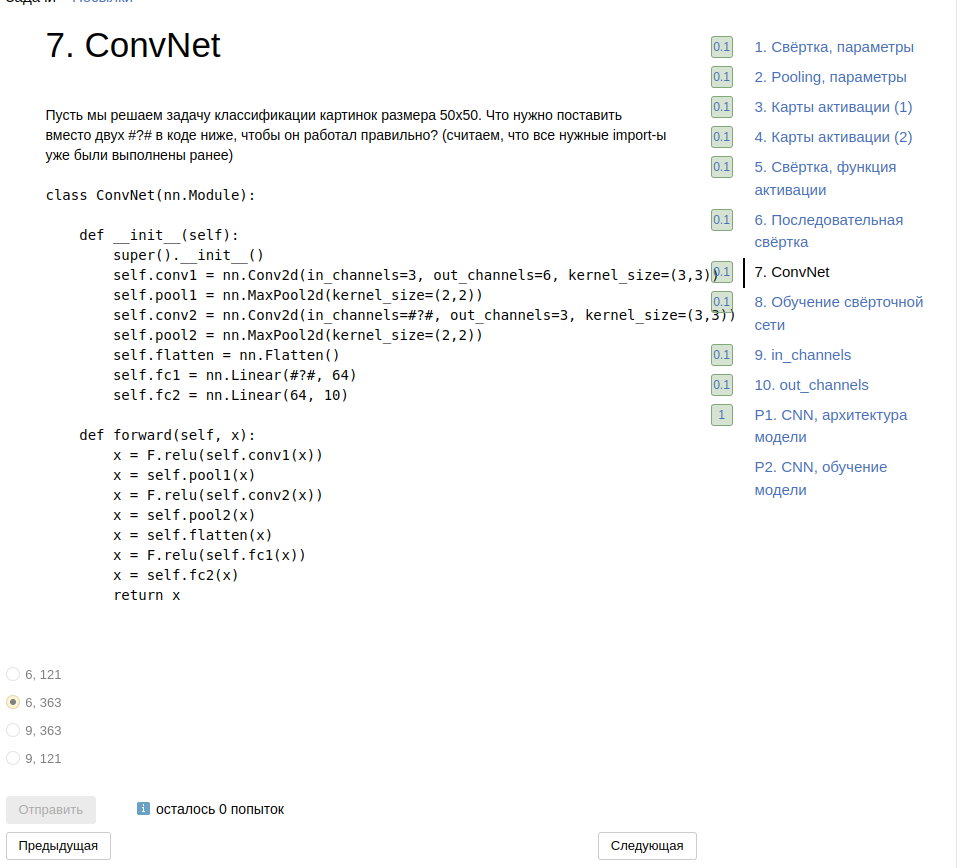 Задачи Посылки
7. ConvNet
Пусть мы решаем задачу классификации картинок размера 50x50. Что нужно поставить
вместо двух #?# в коде ниже, чтобы он работал правильно? (считаем, что все нужные import-ы
уже были выполнены ранее)
class ConvNet(nn.Module):
def __init__(self):
super().__init__()
self.conv1 = nn.Conv2d(in_channels=3, out_channels=6, kernel_size=(3,3))
self.pool1 = nn.MaxPool2d(kernel_size=(2,2))
self.conv2 = nn.Conv2d(in_channels=#?#, out_channels=3, kernel_size=(3,3))
self.pool2 = nn.MaxPool2d(kernel_size=(2,2))
self.flatten = nn.Flatten()
self.fc1 = nn.Linear(#?#, 64)
self.fc2 = nn.Linear(64, 10)
def forward(self, x):
x = F.relu(self.conv1(x))
x = self.pool1(x)
x = F.relu(self.conv2(x))
x = self.pool2(x)
x = self.flatten(x)
x = F.relu(self.fc1(x))
x = self.fc2(x)
return x
6, 121
6, 363
9, 363
9, 121
Отправить
i осталось 0 попыток
Предыдущая
Следующая
0.1 1. Свёртка, параметры
0.1 2. Pooling, параметры
0.1 3. Карты активации (1)
0.1 4. Карты активации (2)
0.1 5. Свёртка, функция
активации
0.1 6. Последовательная
свёртка
0.1 7. ConvNet
0.1 8. Обучение свёрточной
сети
0.1 9. in_channels
0.1 10. out_channels
1 P1. CNN, архитектура
модели
P2. CNN, обучение
модели